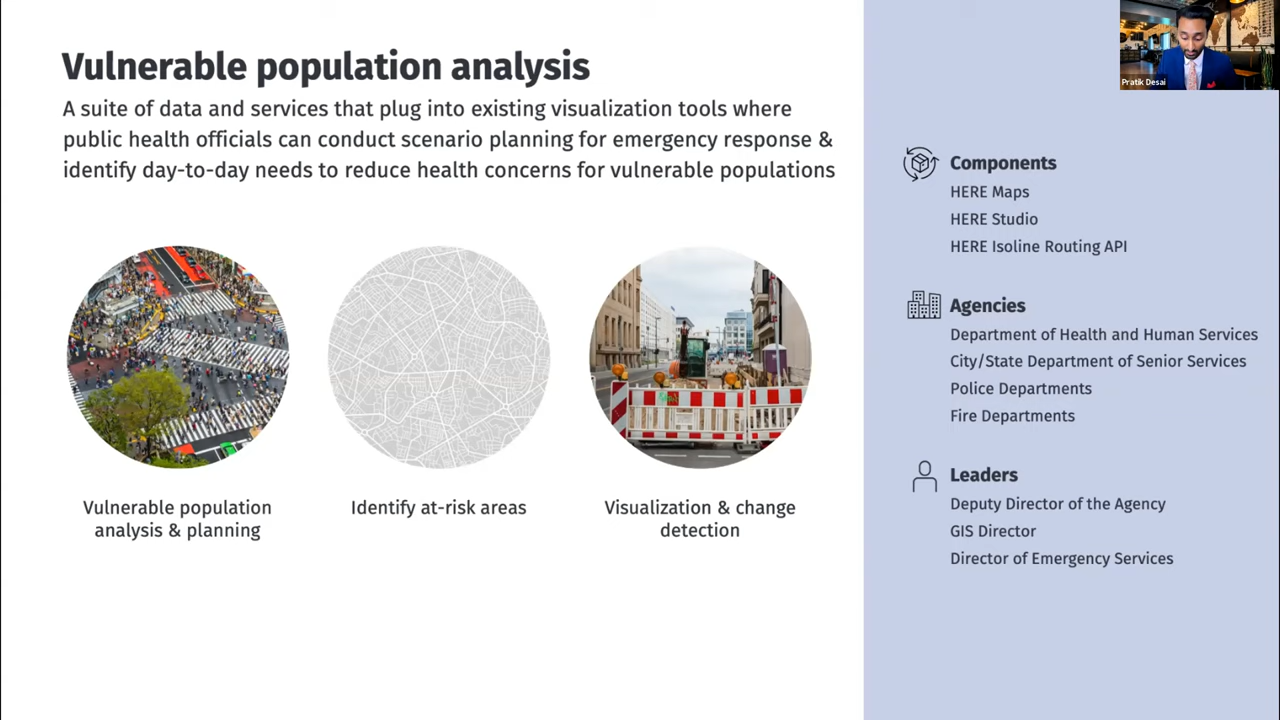 Vulnerable population analysis
A suite of data and services that plug into existing visualization tools where
public health officials can conduct scenario planning for emergency response &
identify day-to-day needs to reduce health concerns for vulnerable populations
Vulnerable population
analysis & planning
Identify at-risk areas
Visualization & change
detection
Pratik Desai
Components
HERE Maps
HERE Studio
HERE Isoline Routing API
Agencies
Department of Health and Human Services
City/State Department of Senior Services
Police Departments
Fire Departments
Leaders
Deputy Director of the Agency
GIS Director
Director of Emergency Services